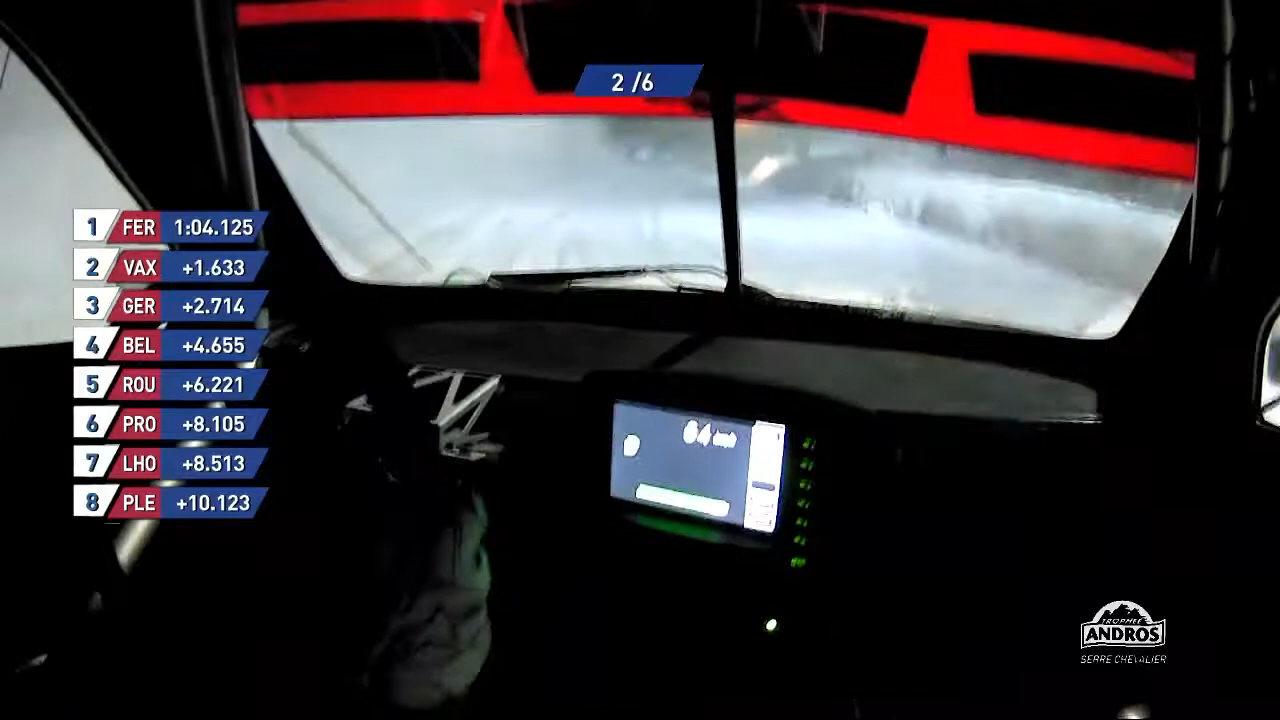 2 /6
1 FER 1:04.125
2 VAX +1.633
3 GER +2.714
4 BEL +4.655
5 ROU +6.221
6 PRO +8.105
7 LHO +8.513
8 PLE +10.123
64
TROPHEE
ANDROS
SERRE CHEVALIER